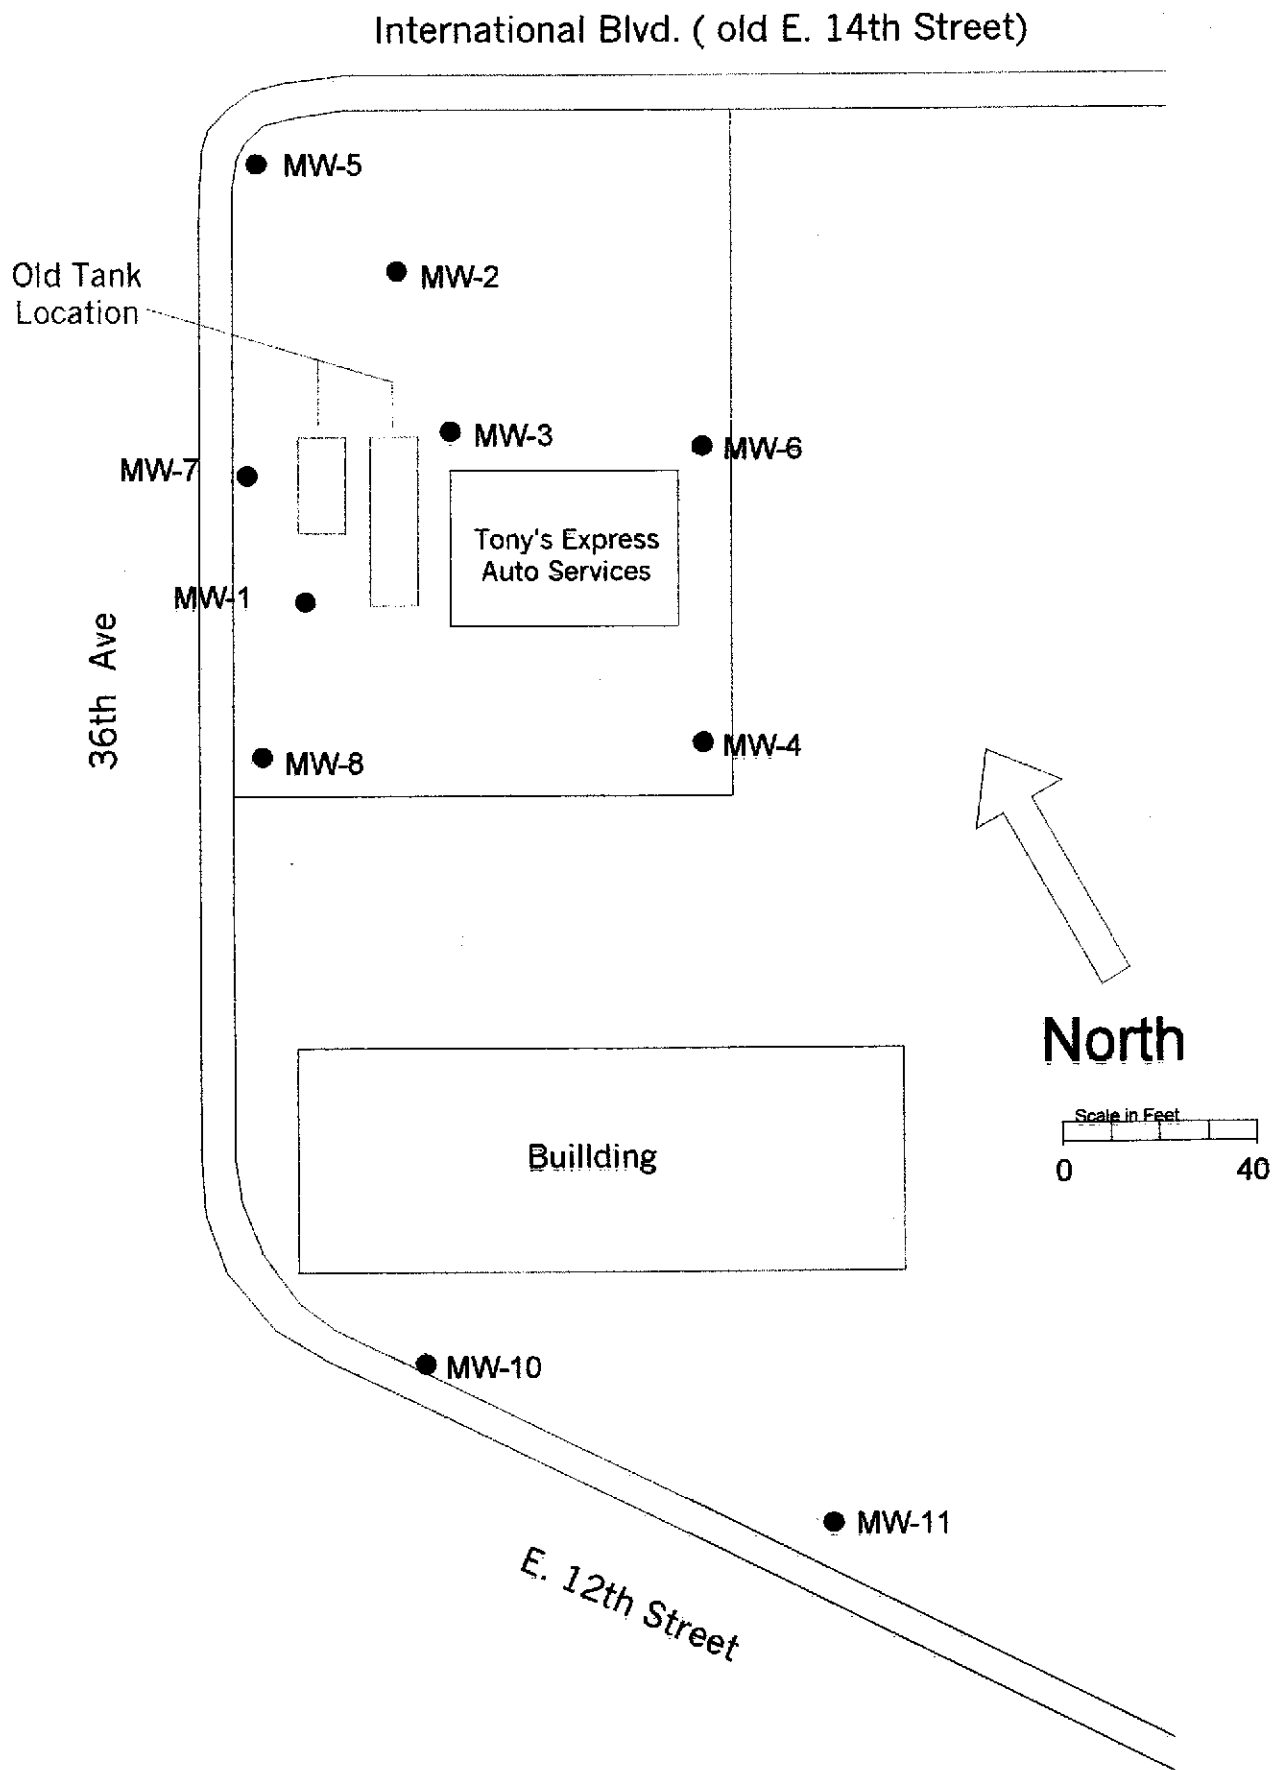 International Blvd. ( old E. 14th Street)
MW-5
Old Tank
Location
MW-2
MW-3
MW-6
MW-7
Tony's Express
Auto Services
MW-1
36th Ave
MW-4
MW-8
North
Scale in Feet
0 40
Buillding
MW-10
MW-11
E. 12th Street